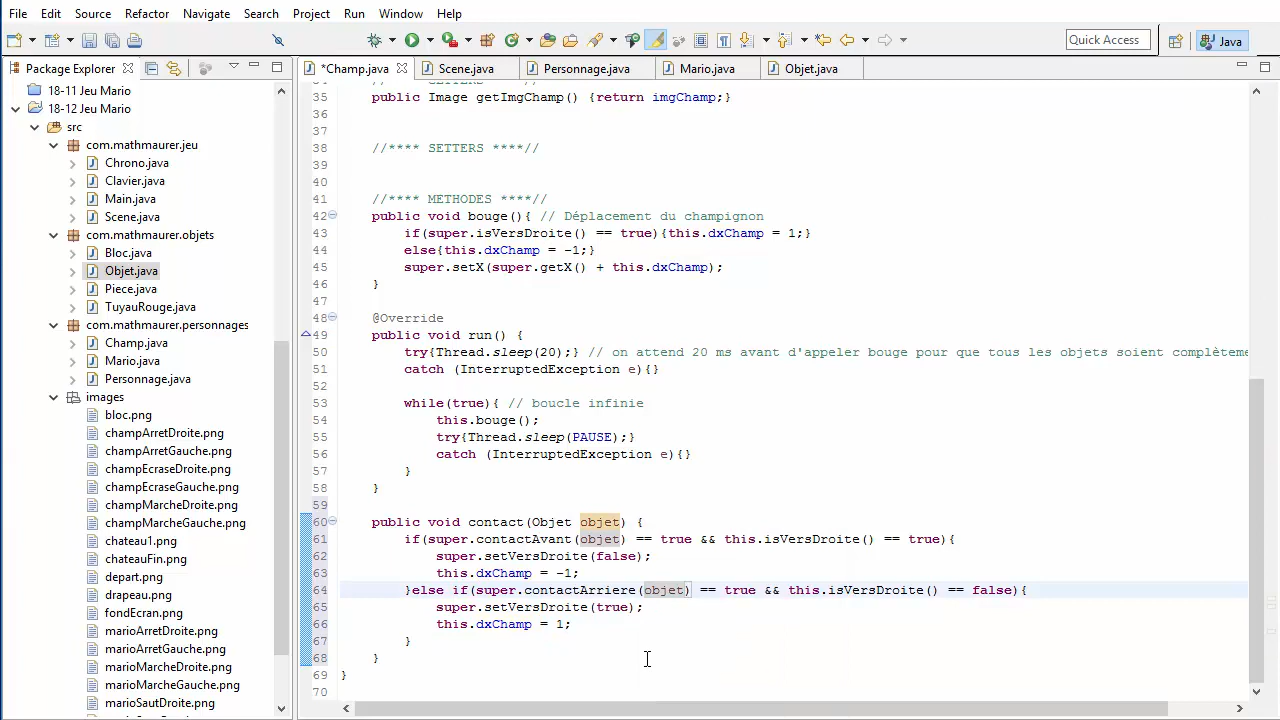 File Edit Source Refactor Navigate Search Project Run Window Help
Quick Access Java
Package Explorer
18-11 Jeu Mario
18-12 Jeu Mario
src
com.mathmaurer.jeu
Chrono.java
Clavier.java
Main.java
Scene.java
com.mathmaurer.objets
Bloc.java
Objet.java
Piece.java
TuyauRouge.java
com.mathmaurer.personnages
Champ.java
Mario.java
Personnage.java
images
bloc.png
champArretDroite.png
champArretGauche.png
champEcraseDroite.png
champEcraseGauche.png
champMarcheDroite.png
champMarcheGauche.png
chateau1.png
chateauFin.png
depart.png
drapeau.png
fondEcran.png
marioArretDroite.png
marioArretGauche.png
marioMarcheDroite.png
marioMarcheGauche.png
marioSautDroite.png
*Champ.java Scene.java Personnage.java Mario.java Objet.java
35 public Image getImgChamp() {return imgChamp;}
36
37
38 //**** SETTERS ****//
39
40
41 //**** METHODES ****//
42 public void bouge(){ // Déplacement du champignon
43 if(super.isVersDroite() == true){this.dxChamp = 1;}
44 else{this.dxChamp = -1;}
45 super.setX(super.getX() + this.dxChamp);
46 }
47
48 @Override
49 public void run() {
50 try{Thread.sleep(20);} // on attend 20 ms avant d'appeler bouge pour que tous les objets soient complèteme
51 catch (InterruptedException e){}
52
53 while(true){ // boucle infinie
54 this.bouge();
55 try{Thread.sleep(PAUSE);}
56 catch (InterruptedException e){}
57 }
58 }
59
60 public void contact(Objet objet) {
61 if(super.contactAvant(objet) == true && this.isVersDroite() == true){
62 super.setVersDroite(false);
63 this.dxChamp = -1;
64 }else if(super.contactArriere(objet) == true && this.isVersDroite() == false){
65 super.setVersDroite(true);
66 this.dxChamp = 1;
67 }
68 }
69 }
70